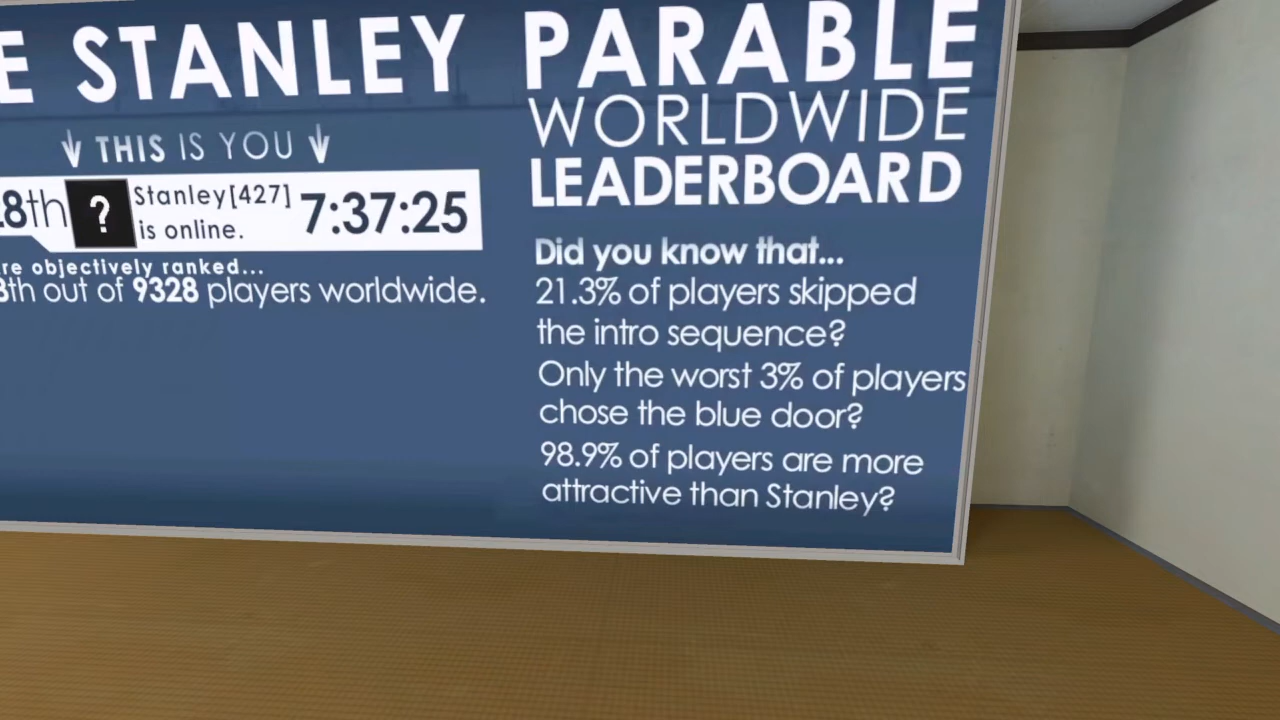 STANLEY PARABLE
WORLDWIDE
LEADERBOARD
THIS IS YOU
8th ? Stanley[427] 7:37:25
is online.
objectively ranked...
out of 9328 players worldwide.
Did you know that...
21.3% of players skipped
the intro sequence?
Only the worst 3% of players
chose the blue door?
98.9% of players are more
attractive than Stanley?